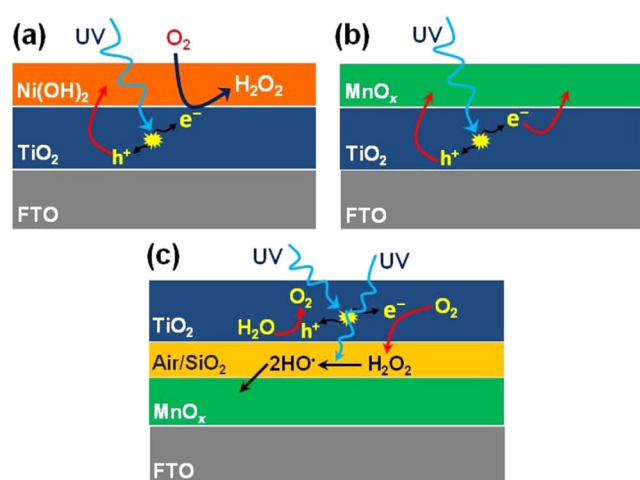 (a)
UV
O₂
Ni(OH)₂
H₂O₂
e⁻
TiO₂
h⁺
FTO
(b)
UV
MnOₓ
e⁻
TiO₂
h⁺
FTO
(c)
UV
UV
O₂
e⁻
O₂
TiO₂
H₂O
h⁺
Air/SiO₂
2HO·
H₂O₂
MnOₓ
FTO